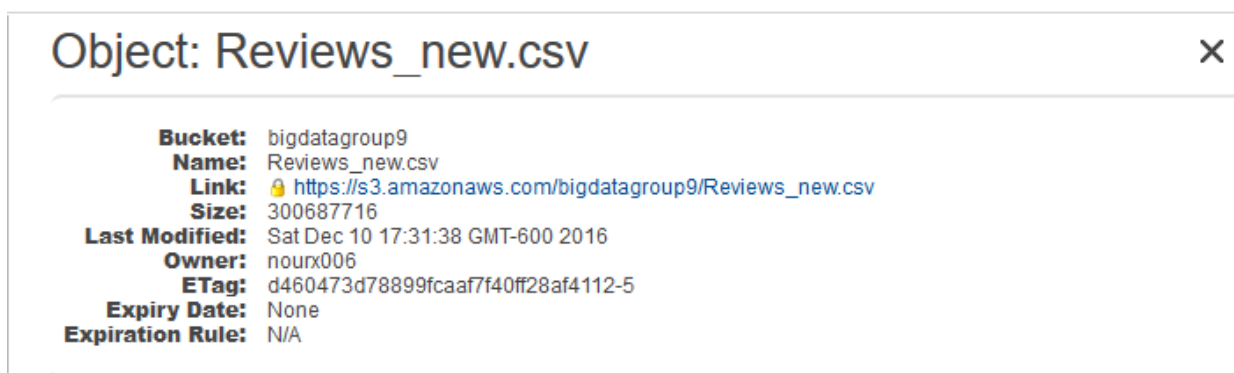 Object: Reviews_new.csv
Bucket: bigdatagroup9
Name: Reviews_new.csv
Link: https://s3.amazonaws.com/bigdatagroup9/Reviews_new.csv
Size: 300687716
Last Modified: Sat Dec 10 17:31:38 GMT-600 2016
Owner: nourx006
ETag: d460473d78899fcaaf7f40ff28af4112-5
Expiry Date: None
Expiration Rule: N/A